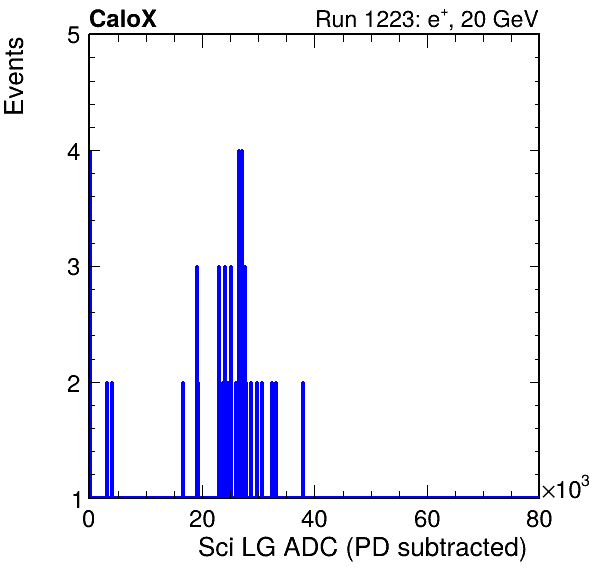 CaloX Run 1223: e⁺, 20 GeV
Events
5
4
3
2
1
0 20 40 60 80
×10³
Sci LG ADC (PD subtracted)